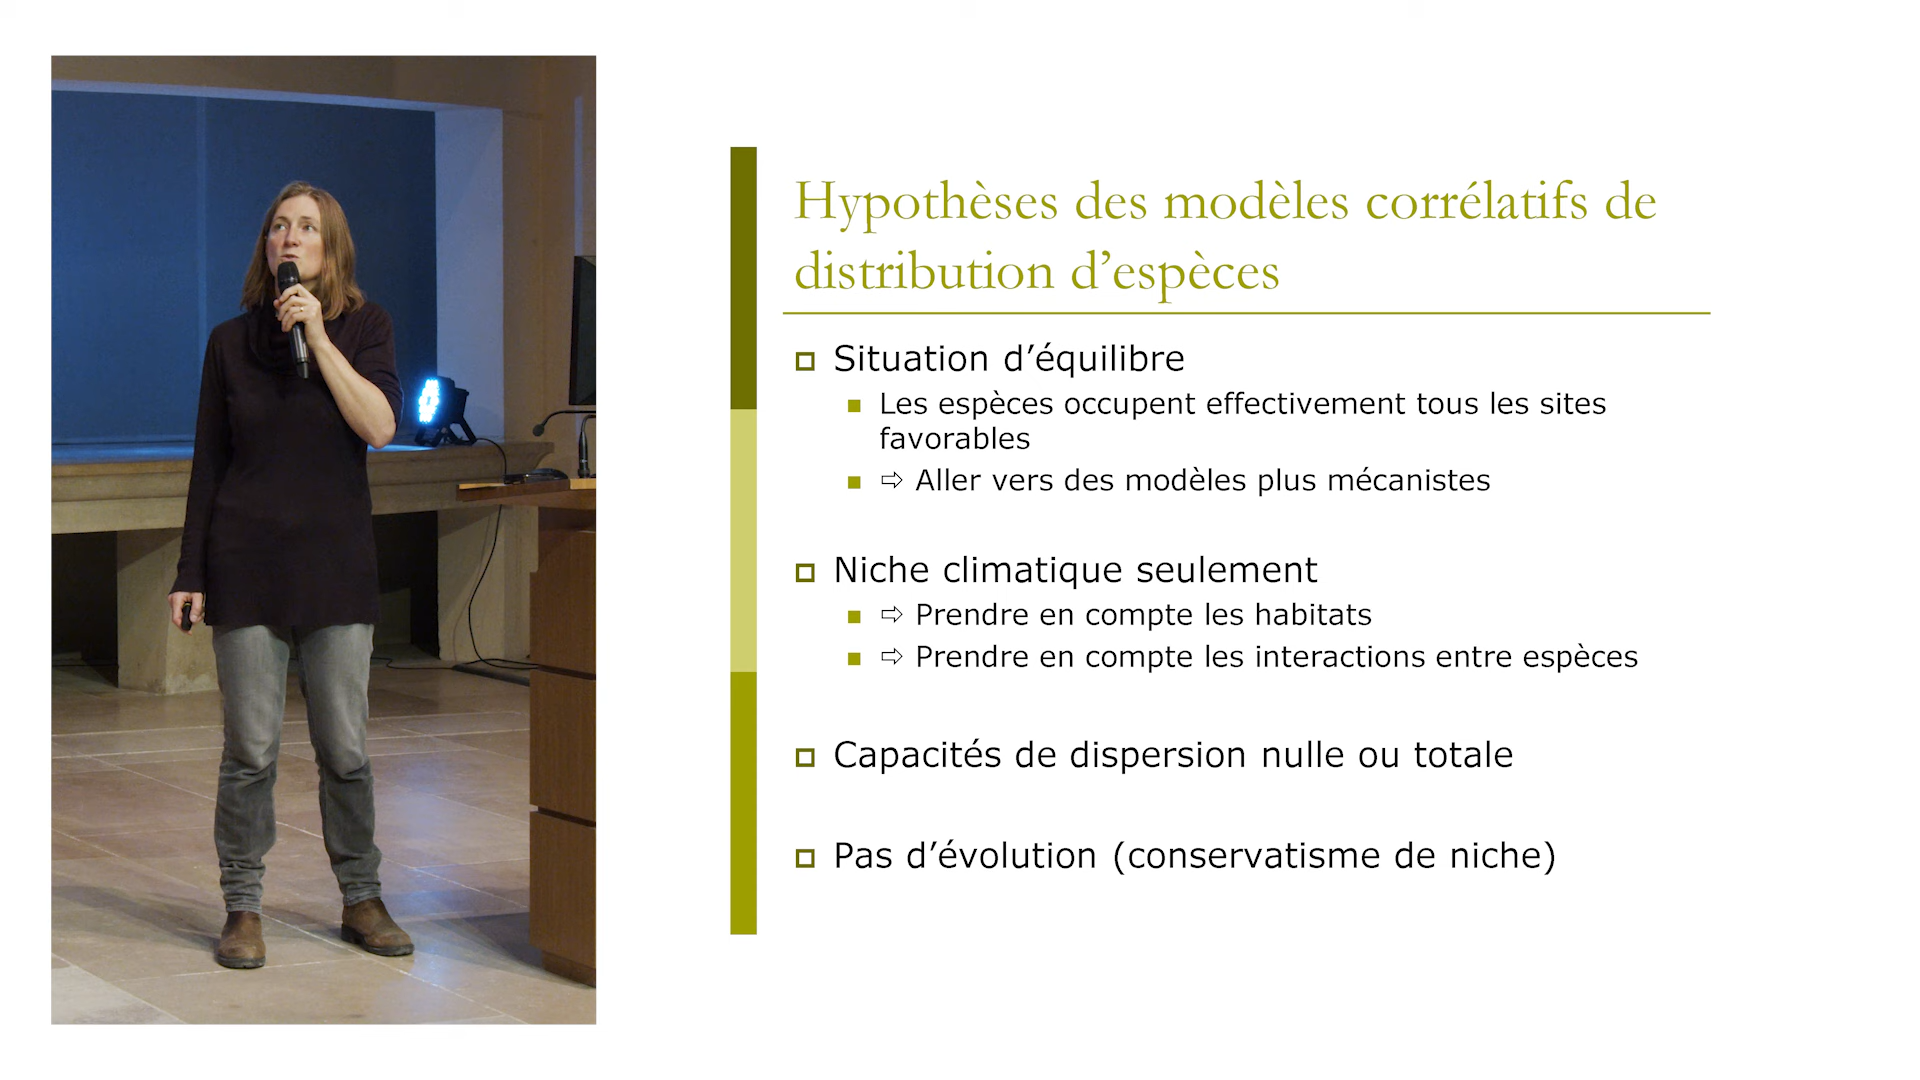 Hypothèses des modèles corrélatifs de
distribution d’espèces
Situation d’équilibre
Les espèces occupent effectivement tous les sites
favorables
⇨ Aller vers des modèles plus mécanistes
Niche climatique seulement
⇨ Prendre en compte les habitats
⇨ Prendre en compte les interactions entre espèces
Capacités de dispersion nulle ou totale
Pas d’évolution (conservatisme de niche)